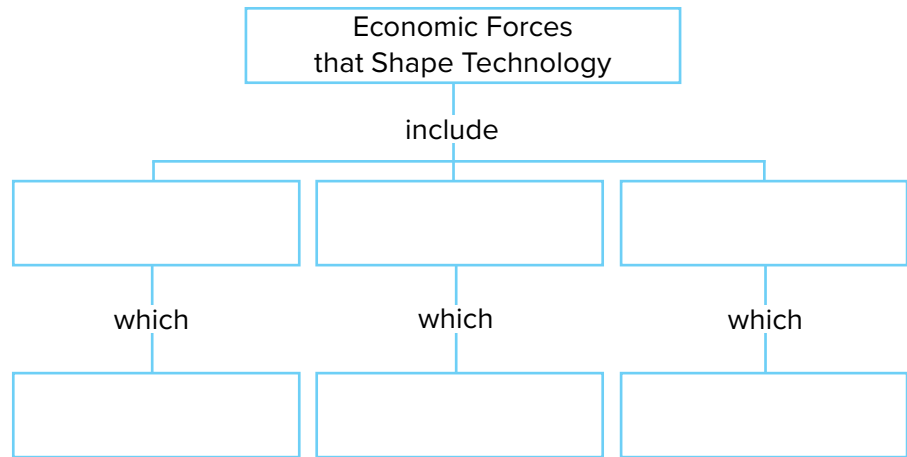 Economic Forces
that Shape Technology
include
which which which